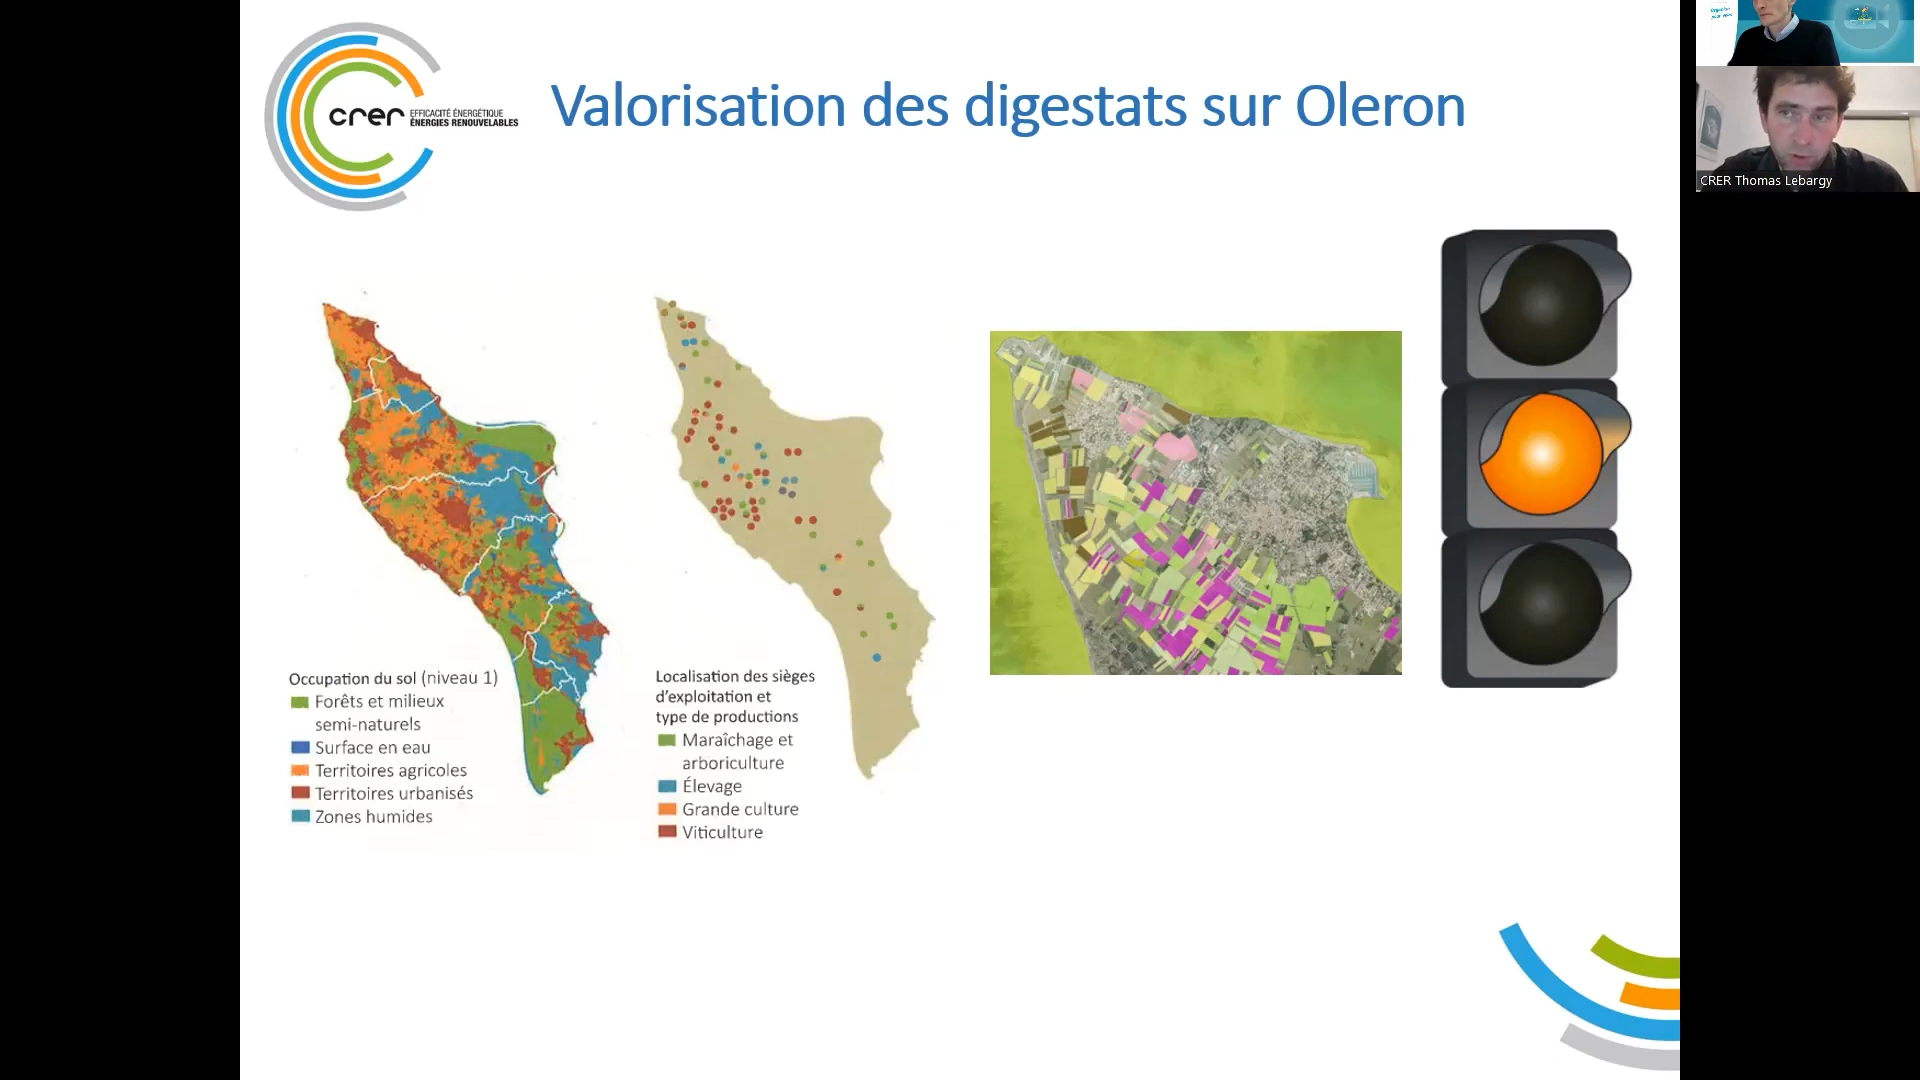 crer
EFFICACITÉ ÉNERGÉTIQUE
ÉNERGIES RENOUVELABLES
Valorisation des digestats sur Oleron
CRER Thomas Lebargy
Occupation du sol (niveau 1)
Forêts et milieux
semi-naturels
Surface en eau
Territoires agricoles
Territoires urbanisés
Zones humides
Localisation des sièges
d'exploitation et
type de productions
Maraîchage et
arboriculture
Élevage
Grande culture
Viticulture